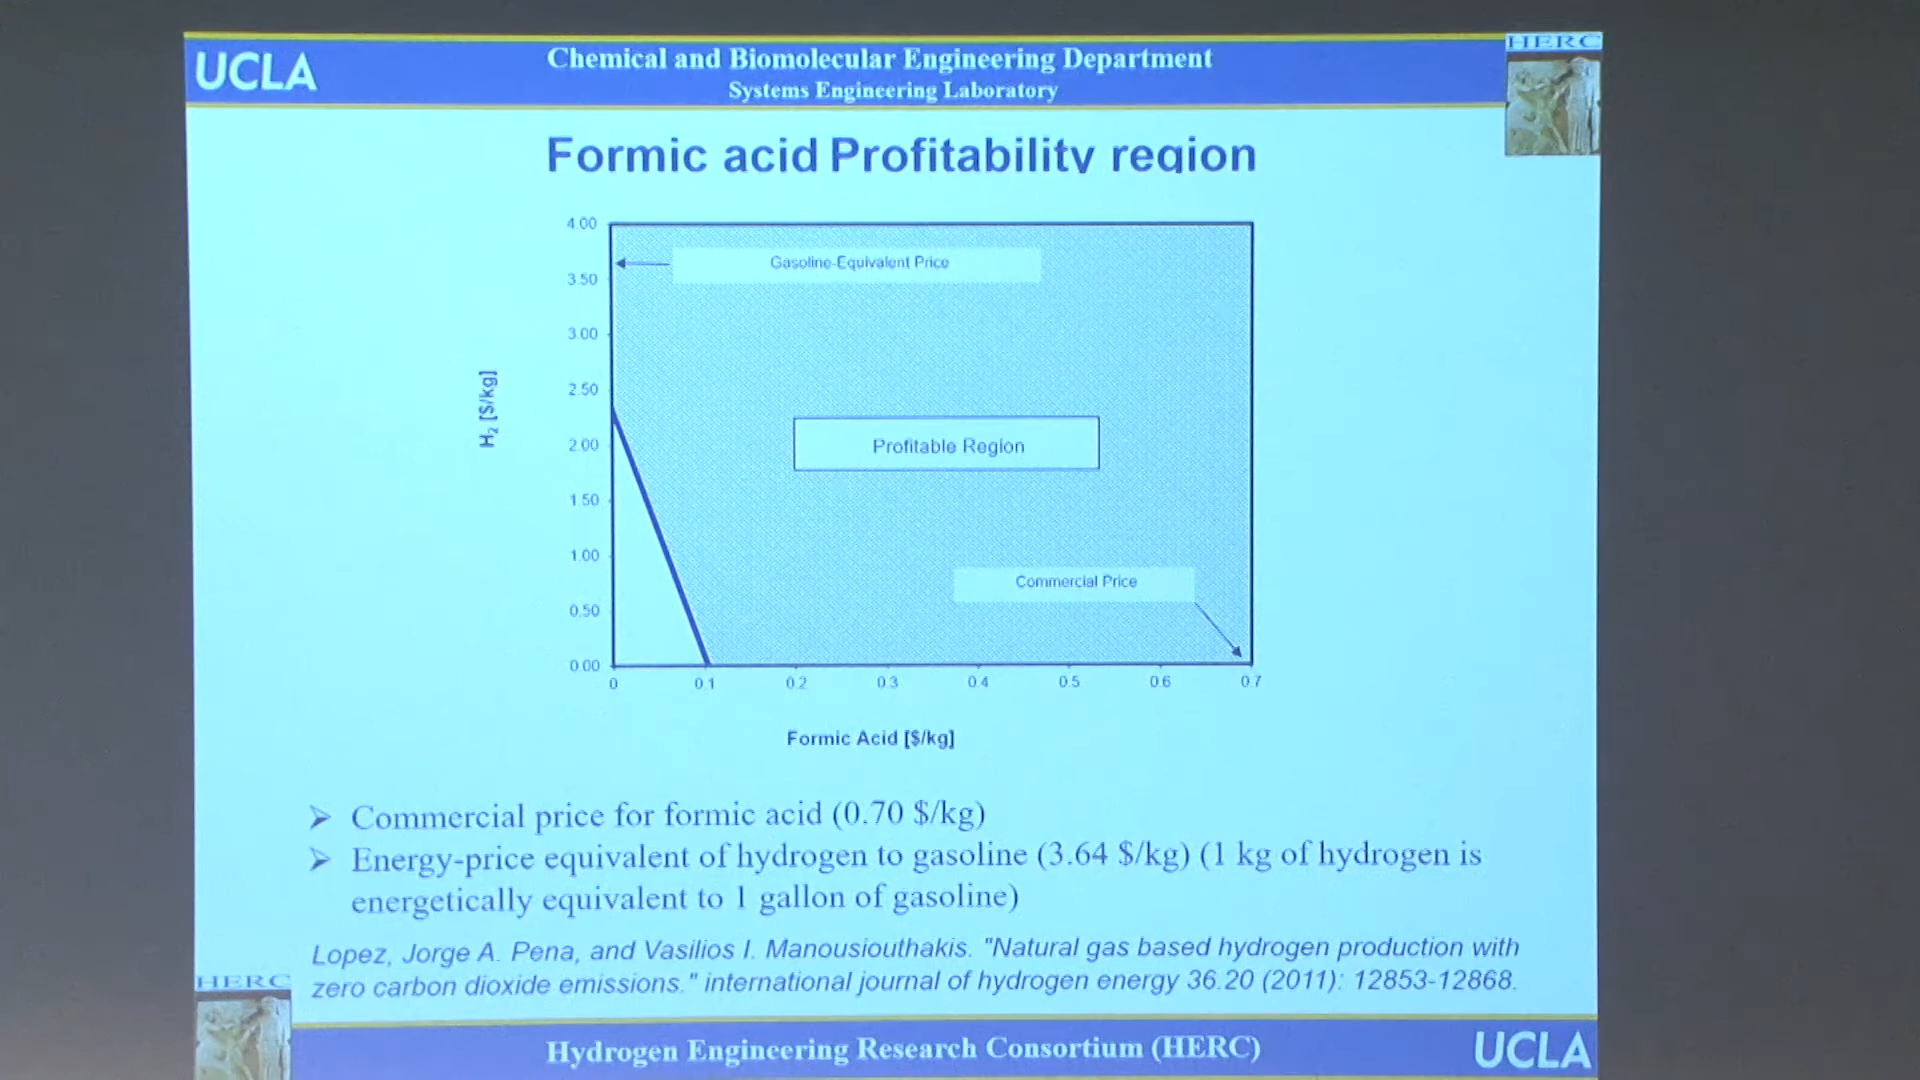 UCLA
Chemical and Biomolecular Engineering Department
Systems Engineering Laboratory
HERC
Formic acid Profitability region
4.00
3.50
3.00
2.50
2.00
1.50
1.00
0.50
0.00
H₂ [$/kg]
Gasoline-Equivalent Price
Profitable Region
Commercial Price
0 0.1 0.2 0.3 0.4 0.5 0.6 0.7
Formic Acid [$/kg]
➢ Commercial price for formic acid (0.70 $/kg)
➢ Energy-price equivalent of hydrogen to gasoline (3.64 $/kg) (1 kg of hydrogen is
energetically equivalent to 1 gallon of gasoline)
Lopez, Jorge A. Pena, and Vasilios I. Manousiouthakis. "Natural gas based hydrogen production with
zero carbon dioxide emissions." international journal of hydrogen energy 36.20 (2011): 12853-12868.
HERC
Hydrogen Engineering Research Consortium (HERC)
UCLA